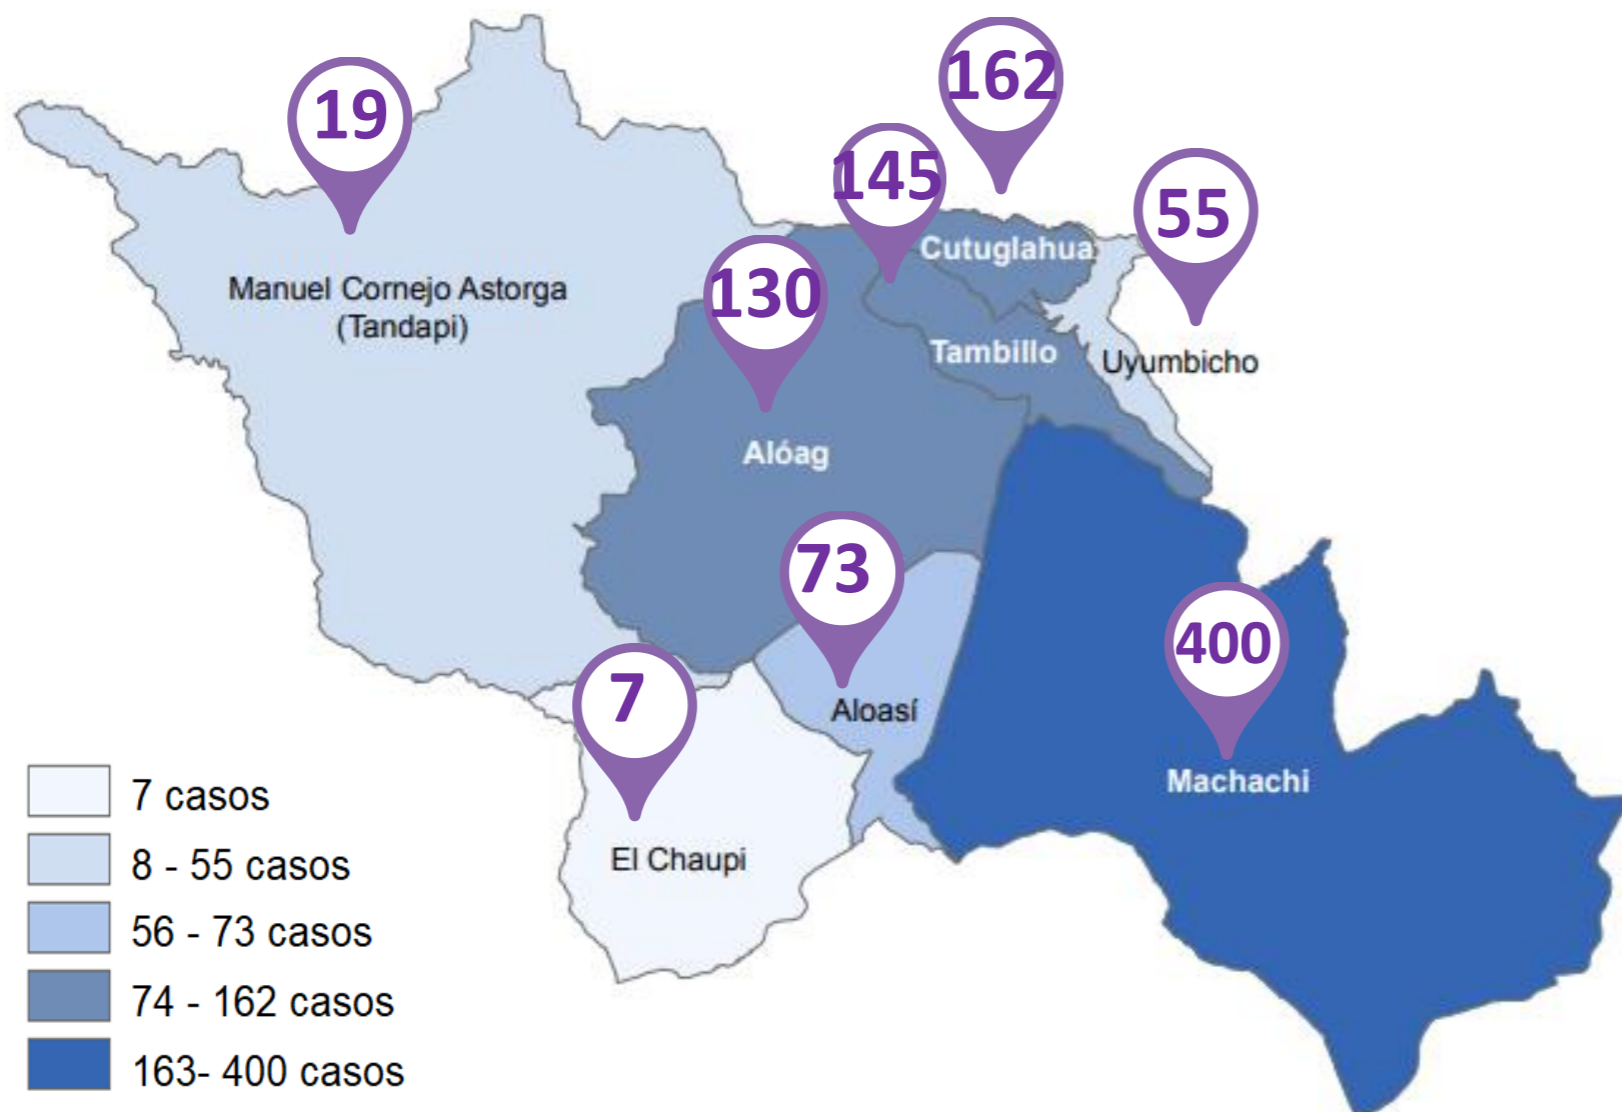 162
19
145
55
Cutuglahua
130
Manuel Cornejo Astorga
(Tandapi)
Tambillo
Uyumbicho
Alóag
73
400
7
Aloasí
Machachi
El Chaupi
7 casos
8 - 55 casos
56 - 73 casos
74 - 162 casos
163- 400 casos